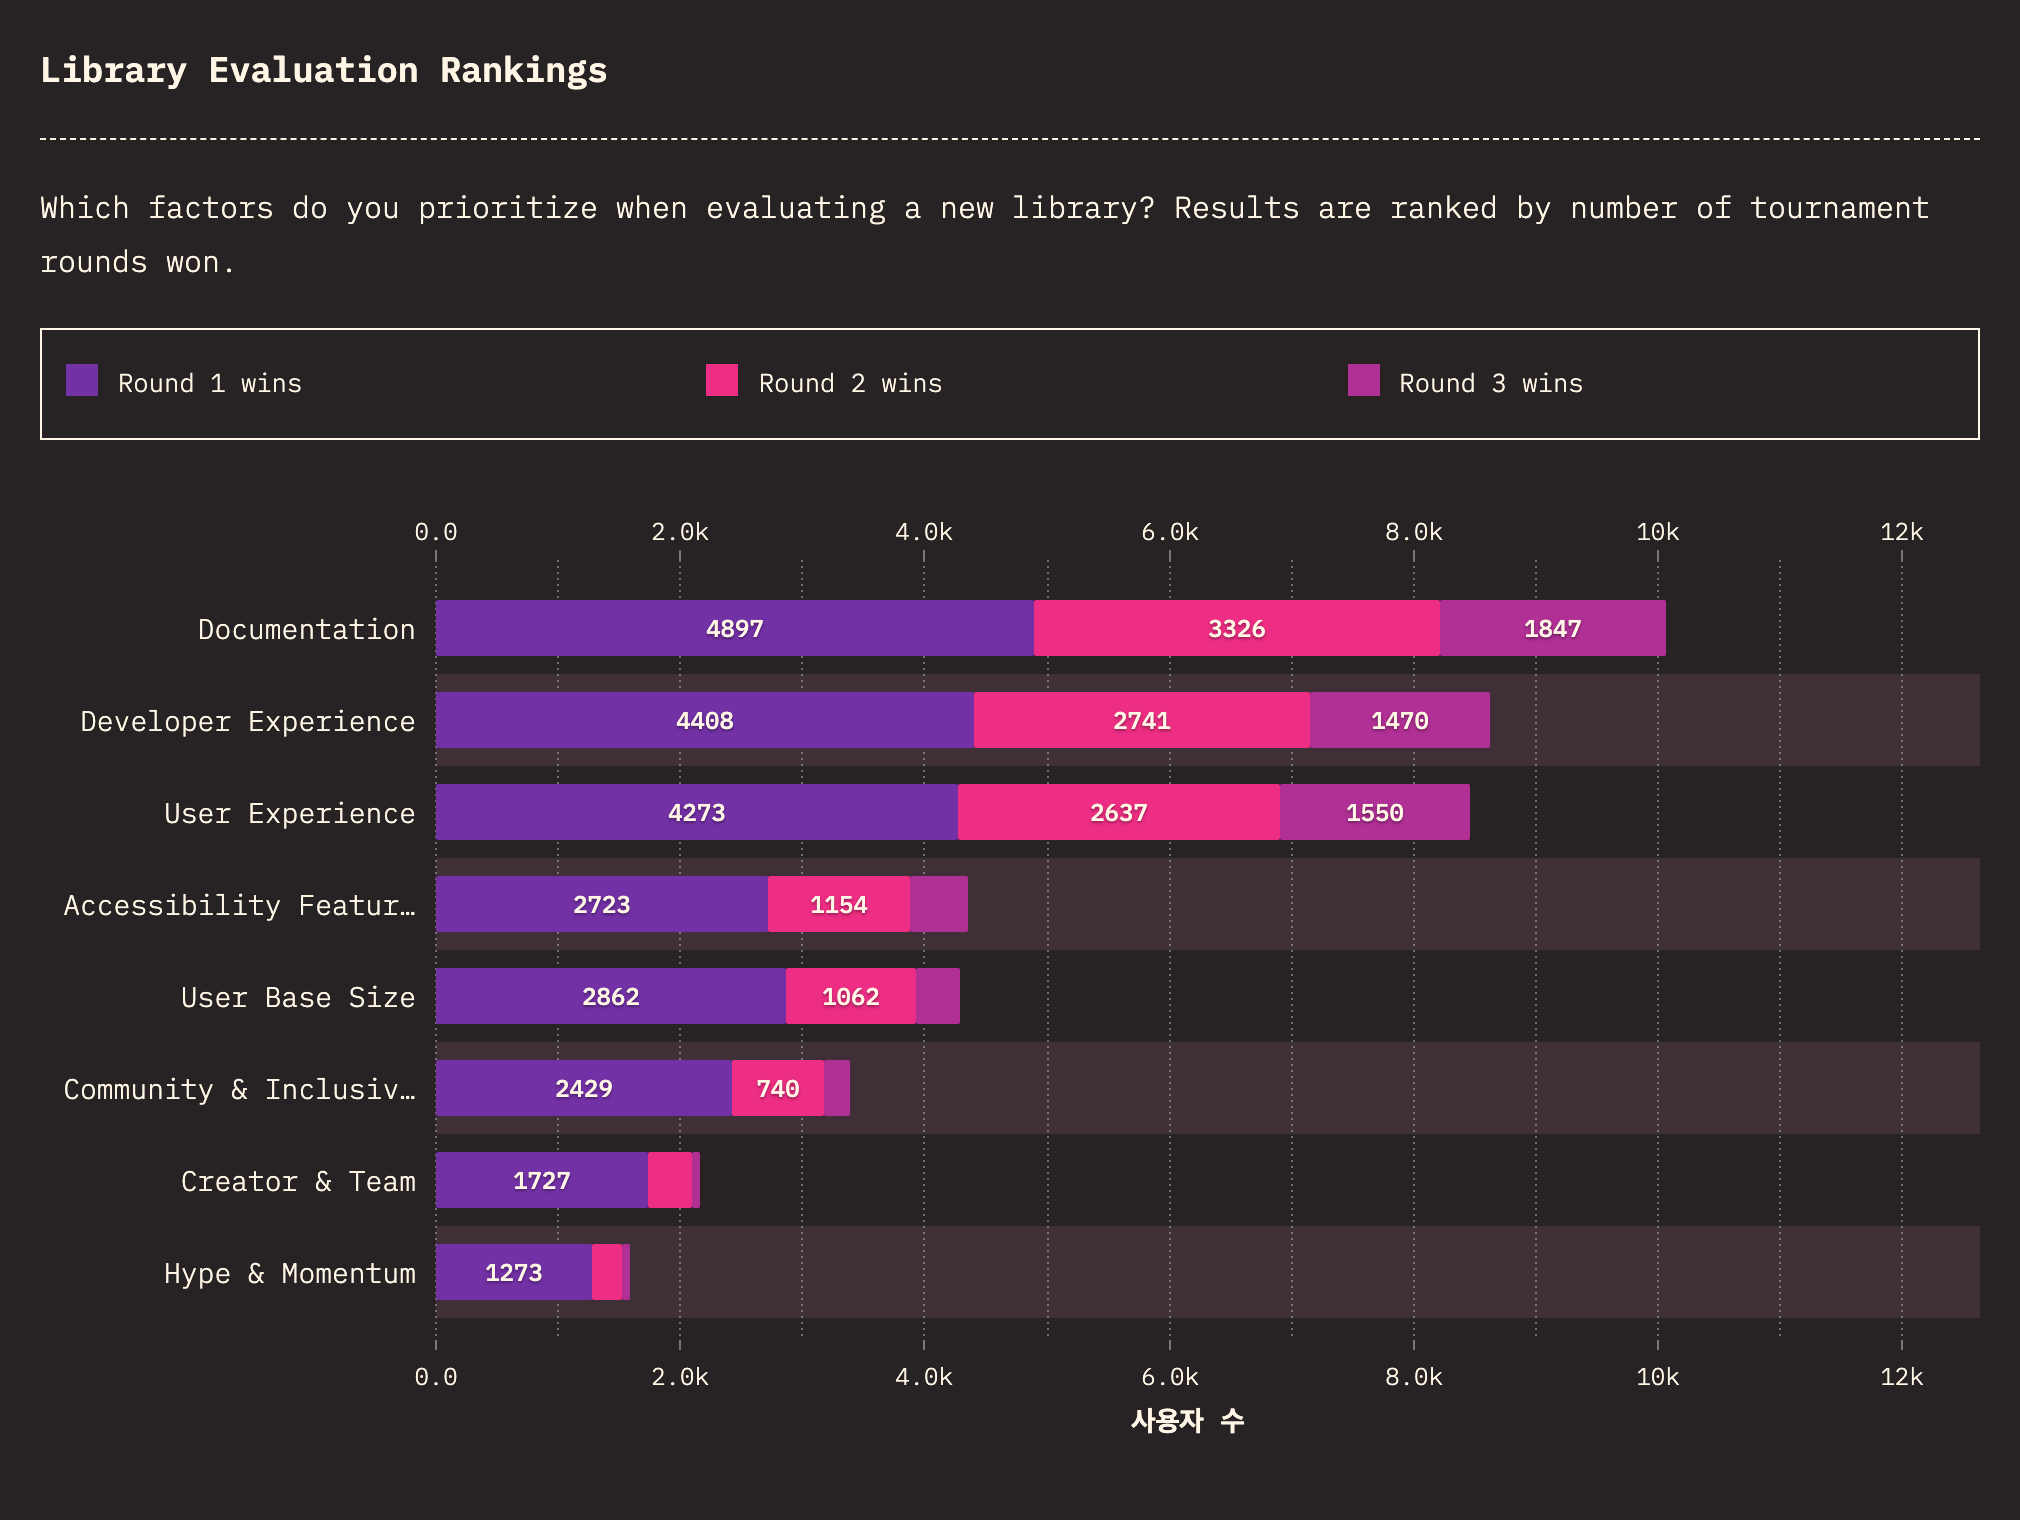 Library Evaluation Rankings
Which factors do you prioritize when evaluating a new library? Results are ranked by number of tournament
rounds won.
Round 1 wins
Round 2 wins
Round 3 wins
0.0 2.0k 4.0k 6.0k 8.0k 10k 12k
Documentation 4897 3326 1847
Developer Experience 4408 2741 1470
User Experience 4273 2637 1550
Accessibility Featur… 2723 1154
User Base Size 2862 1062
Community & Inclusiv… 2429 740
Creator & Team 1727
Hype & Momentum 1273
0.0 2.0k 4.0k 6.0k 8.0k 10k 12k
사용자 수